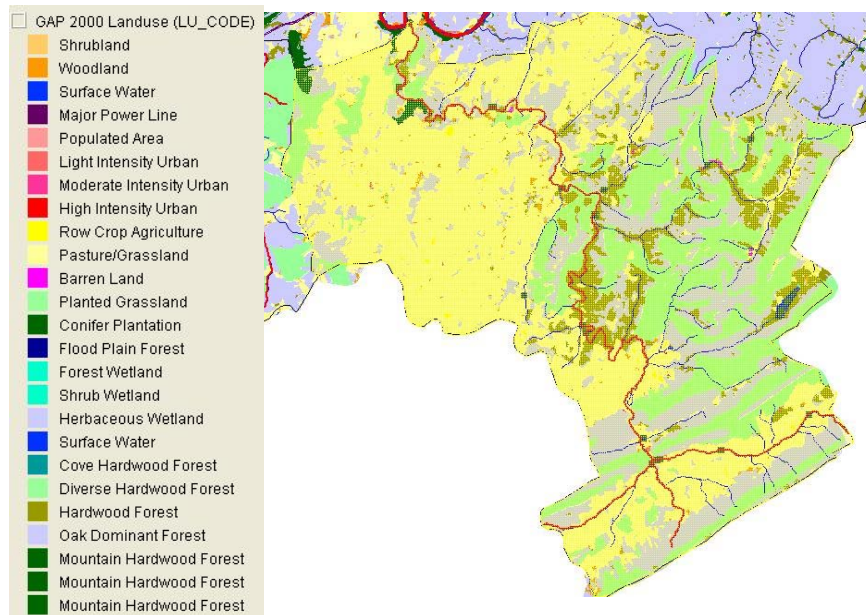 GAP 2000 Landuse (LU_CODE)
Shrubland
Woodland
Surface Water
Major Power Line
Populated Area
Light Intensity Urban
Moderate Intensity Urban
High Intensity Urban
Row Crop Agriculture
Pasture/Grassland
Barren Land
Planted Grassland
Conifer Plantation
Flood Plain Forest
Forest Wetland
Shrub Wetland
Herbaceous Wetland
Surface Water
Cove Hardwood Forest
Diverse Hardwood Forest
Hardwood Forest
Oak Dominant Forest
Mountain Hardwood Forest
Mountain Hardwood Forest
Mountain Hardwood Forest